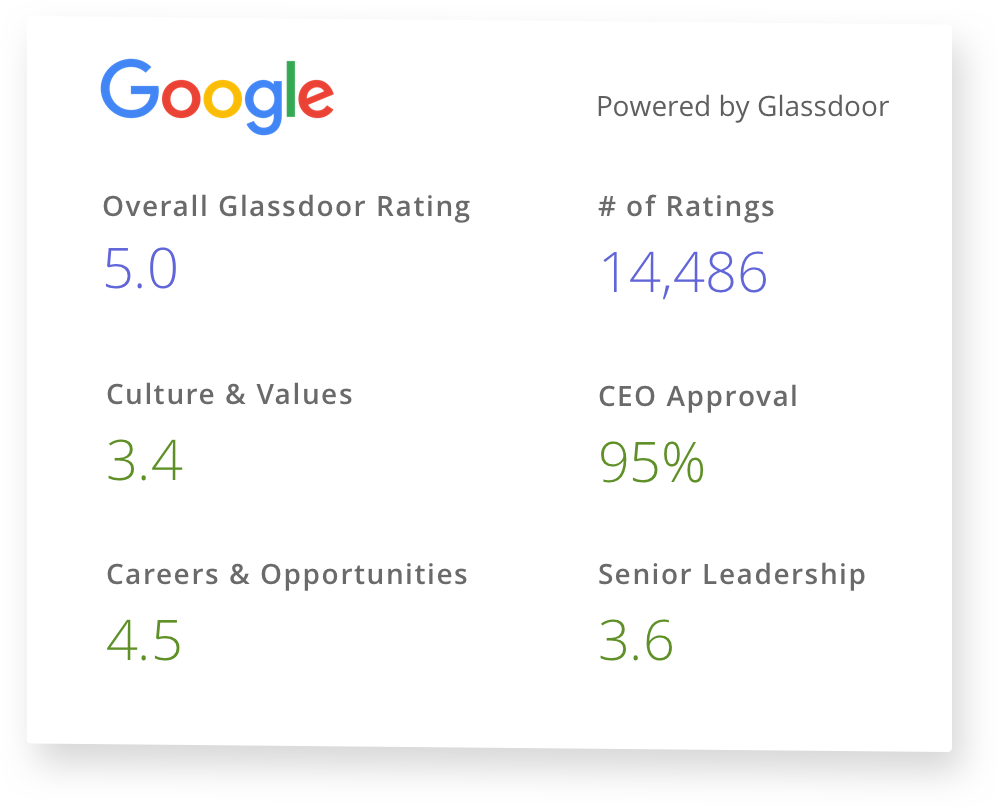 Google
Powered by Glassdoor
Overall Glassdoor Rating
# of Ratings
5.0
14,486
Culture & Values
CEO Approval
3.4
95%
Careers & Opportunities
Senior Leadership
4.5
3.6